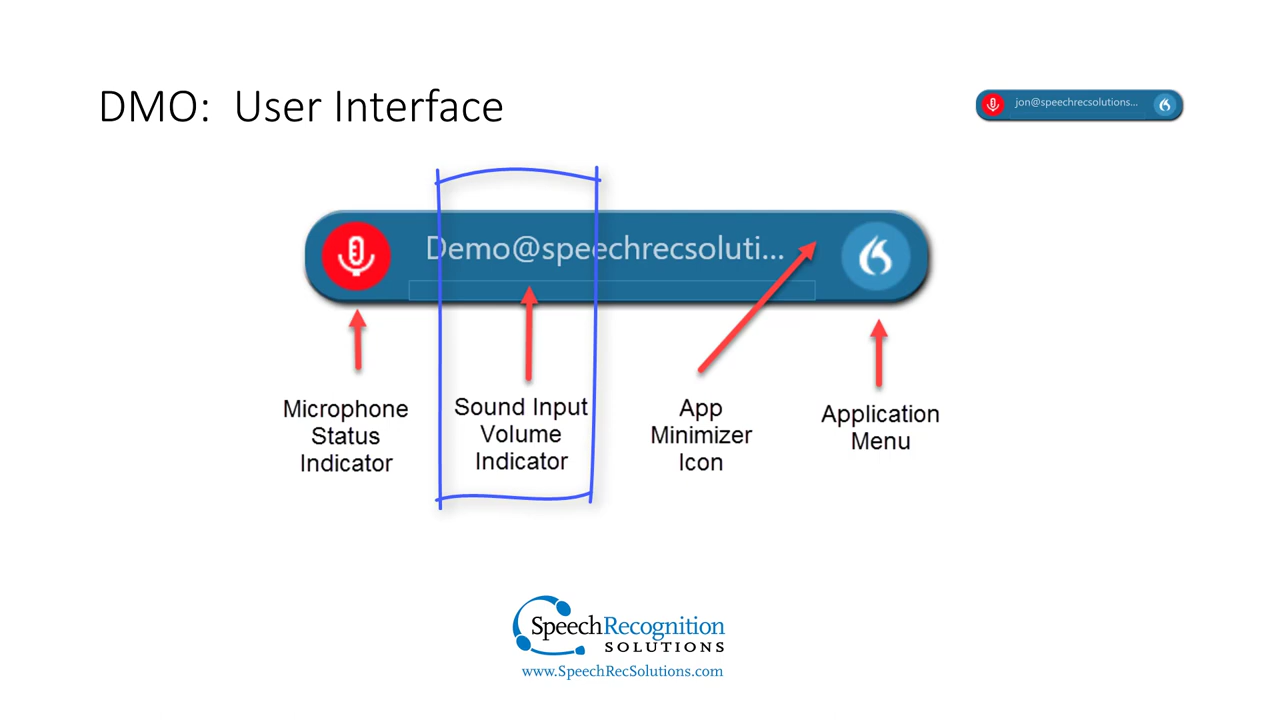 DMO: User Interface
jon@speechrecsolutions...
Demo@speechrecsoluti...
Microphone
Status
Indicator
Sound Input
Volume
Indicator
App
Minimizer
Icon
Application
Menu
SpeechRecognition
SOLUTIONS
www.SpeechRecSolutions.com